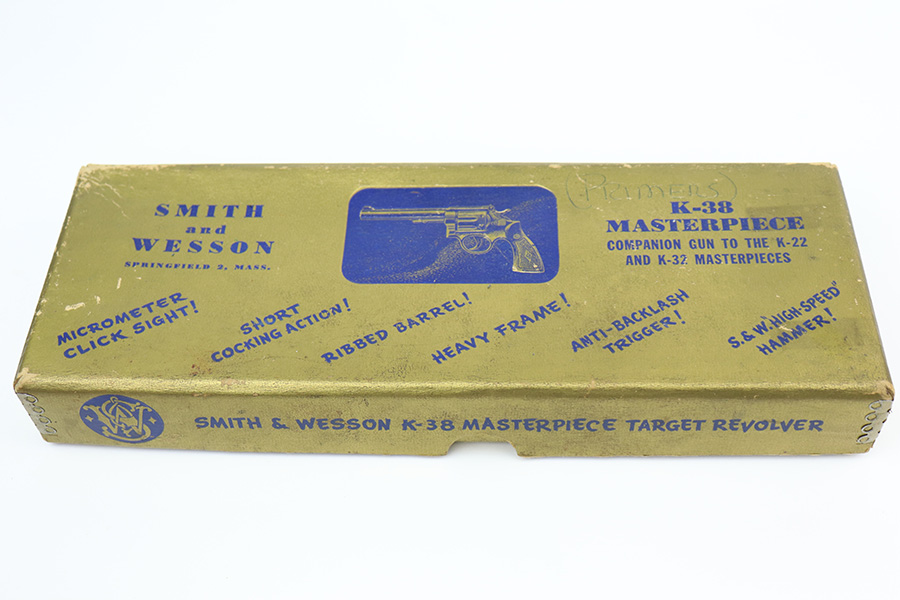 SMITH
and
WESSON
SPRINGFIELD 2, MASS.
(PRIMERS)
K-38
MASTERPIECE
COMPANION GUN TO THE K-22
AND K-32 MASTERPIECES
MICROMETER
CLICK SIGHT!
SHORT
COCKING ACTION!
RIBBED BARREL!
HEAVY FRAME!
ANTI-BACKLASH
TRIGGER!
S.&W."HIGH-SPEED"
HAMMER!
SW
SMITH & WESSON K-38 MASTERPIECE TARGET REVOLVER